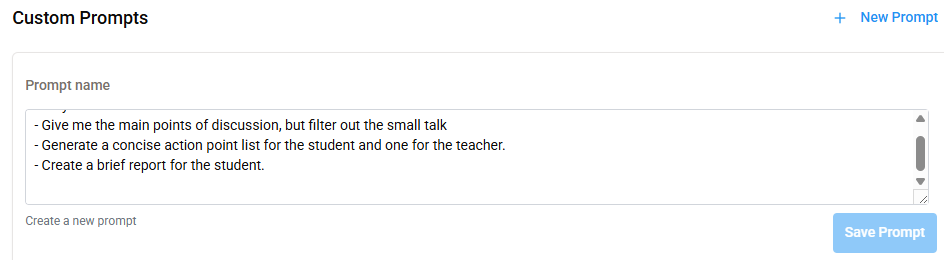 Custom Prompts
+ New Prompt
Prompt name
- Give me the main points of discussion, but filter out the small talk
- Generate a concise action point list for the student and one for the teacher.
- Create a brief report for the student.
Create a new prompt
Save Prompt